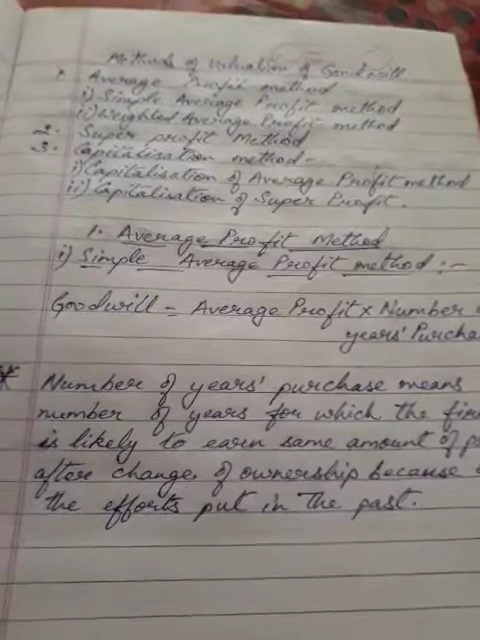 Methods of valuation of Goodwill
1. Average Profit method
i) Simple Average Profit method
ii) Weighted Average Profit method
2. Super profit Method
3. Capitalisation method-
i) Capitalisation of Average Profit method
ii) Capitalisation of Super Profit.
1. Average Profit Method
i) Simple Average Profit method :-
Goodwill = Average Profit x Number
years' Purcha
* Number of years' purchase means
number of years for which the fir
is likely to earn same amount of p
after change of ownership because
the efforts put in the past.